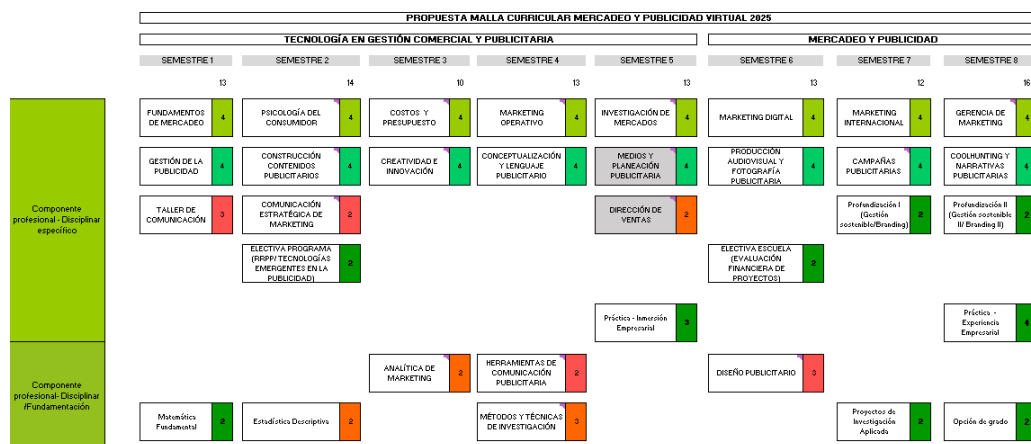 PROPUESTA MALLA CURRICULAR MERCADEO Y PUBLICIDAD VIRTUAL 2025
TECNOLOGÍA EN GESTIÓN COMERCIAL Y PUBLICITARIA
MERCADEO Y PUBLICIDAD
SEMESTRE 1
SEMESTRE 2
SEMESTRE 3
SEMESTRE 4
SEMESTRE 5
SEMESTRE 6
SEMESTRE 7
SEMESTRE 8
13
14
10
13
13
13
12
16
Componente
profesional - Disciplinar
específico
FUNDAMENTOS
DE MERCADEO
4
PSICOLOGÍA DEL
CONSUMIDOR
4
COSTOS Y
PRESUPUESTO
4
MARKETING
OPERATIVO
4
INVESTIGACIÓN DE
MERCADOS
4
MARKETING DIGITAL
4
MARKETING
INTERNACIONAL
4
GERENCIA DE
MARKETING
4
GESTIÓN DE LA
PUBLICIDAD
4
CONSTRUCCIÓN
CONTENIDOS
PUBLICITARIOS
4
CREATIVIDAD E
INNOVACIÓN
4
CONCEPTUALIZACIÓN
Y LENGUAJE
PUBLICITARIO
4
MEDIOS Y
PLANEACIÓN
PUBLICITARIA
4
PRODUCCIÓN
AUDIOVISUAL Y
FOTOGRAFÍA
PUBLICITARIA
4
CAMPAÑAS
PUBLICITARIAS
4
COOLHUNTING Y
NARRATIVAS
PUBLICITARIAS
4
TALLER DE
COMUNICACIÓN
3
COMUNICACIÓN
ESTRATÉGICA DE
MARKETING
2
DIRECCIÓN DE
VENTAS
2
Profundización I
(Gestión
sostenible/Branding)
2
Profundización II
(Gestión sostenible
II/ Branding II)
2
ELECTIVA PROGRAMA
(RRPP/ TECNOLOGÍAS
EMERGENTES EN LA
PUBLICIDAD)
2
ELECTIVA ESCUELA
(EVALUACIÓN
FINANCIERA DE
PROYECTOS)
2
Práctica - Inmersión
Empresarial
3
Práctica -
Experiencia
Empresarial
4
Componente
profesional- Disciplinar
/Fundamentación
ANALÍTICA DE
MARKETING
2
HERRAMIENTAS DE
COMUNICACIÓN
PUBLICITARIA
2
DISEÑO PUBLICITARIO
3
Matemática
Fundamental
2
Estadística Descriptiva
2
MÉTODOS Y TÉCNICAS
DE INVESTIGACIÓN
3
Proyectos de
Investigación
Aplicada
2
Opción de grado
2